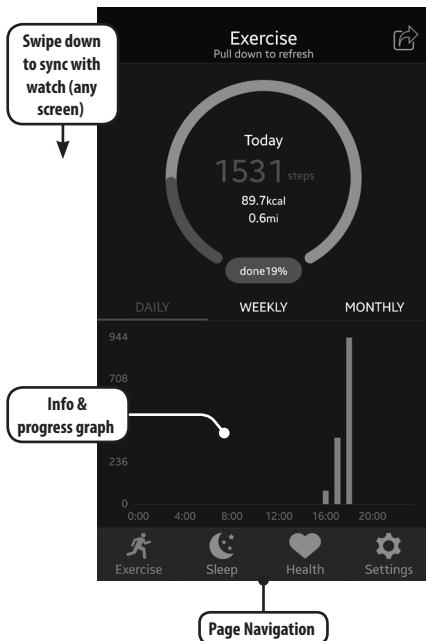 Swipe down
to sync with
watch (any
screen)
Exercise
Pull down to refresh
Today
1531 steps
89.7kcal
0.6mi
done19%
DAILY WEEKLY MONTHLY
944
708
Info &
progress graph
236
0
0:00 4:00 8:00 12:00 16:00 20:00
Exercise Sleep Health Settings
Page Navigation